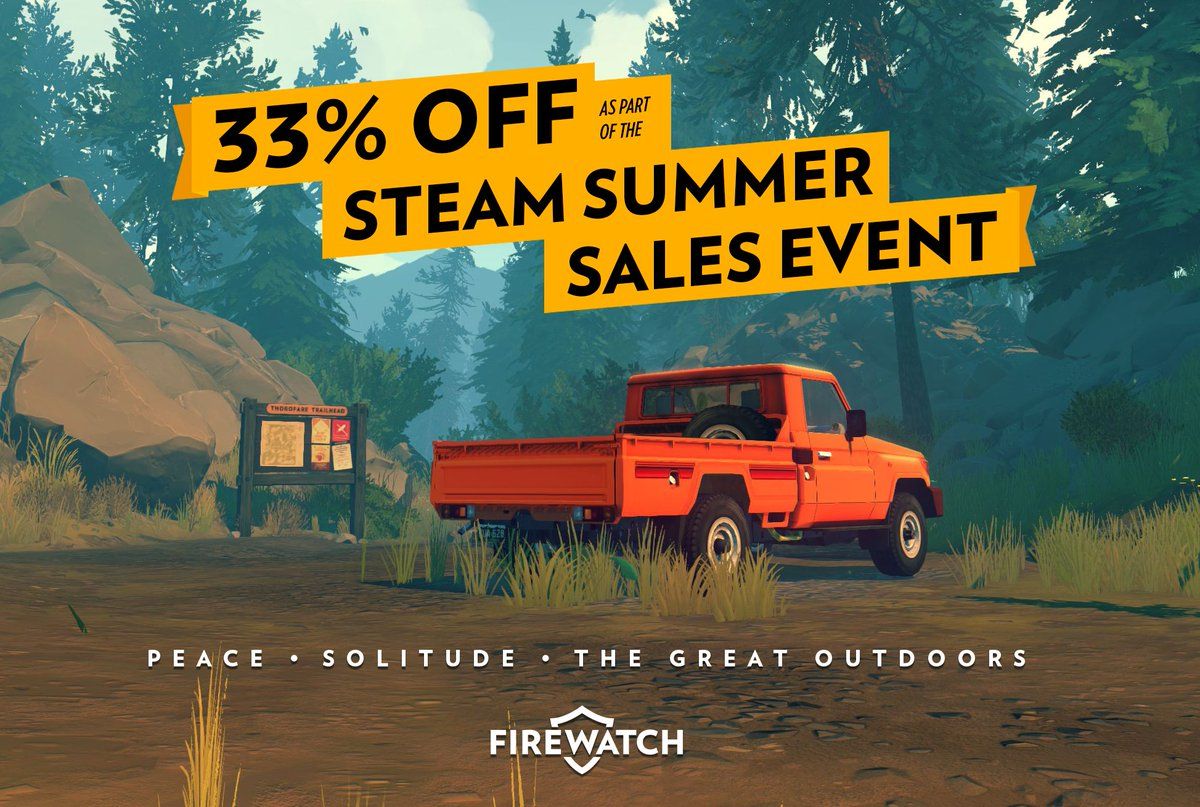 33% OFF AS PART
OF THE
STEAM SUMMER
SALES EVENT
THOROFARE TRAILHEAD
PEACE • SOLITUDE • THE GREAT OUTDOORS
FIREWATCH